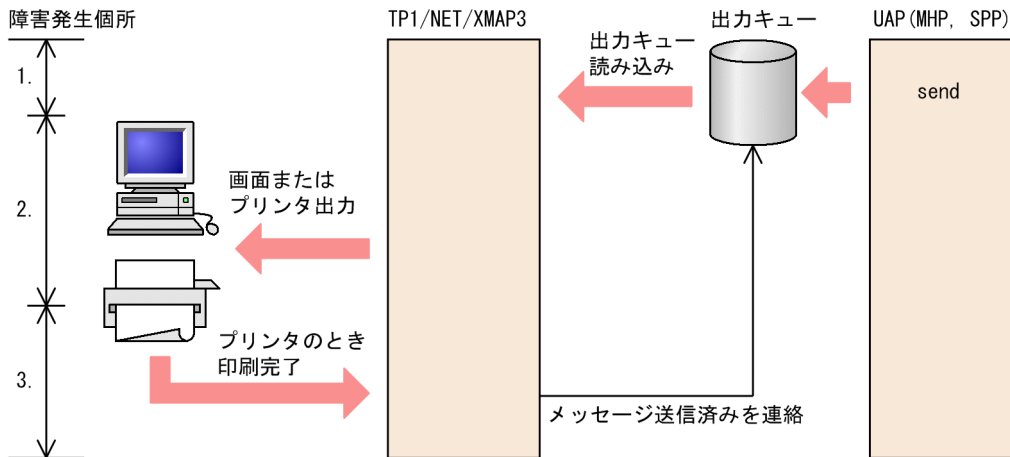 障害発生個所
TP1/NET/XMAP3
出力キュー
UAP(MHP, SPP)
1.
出力キュー
読み込み
send
2.
画面または
プリンタ出力
プリンタのとき
印刷完了
3.
メッセージ送信済みを連絡